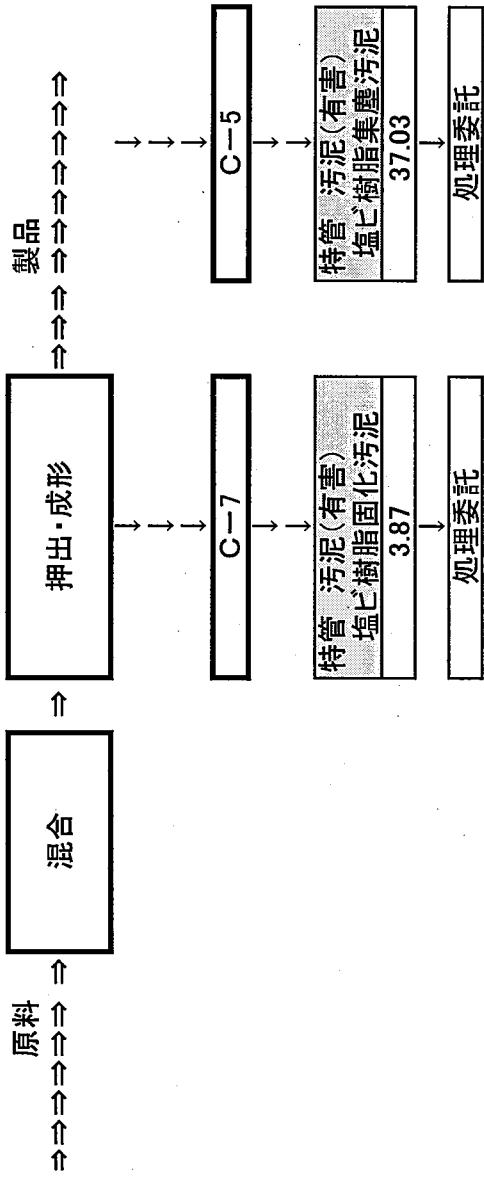 原料
⇒⇒⇒⇒⇒⇒⇒ ⇒
混合
⇒
押出・成形
製品
⇒⇒⇒⇒⇒⇒⇒⇒⇒⇒⇒
→→→→
C－7
→→→
特管 汚泥(有害)
塩ビ樹脂固化汚泥
3.87
→
処理委託
→→→→
C－5
→→→
特管 汚泥(有害)
塩ビ樹脂集塵汚泥
37.03
→
処理委託